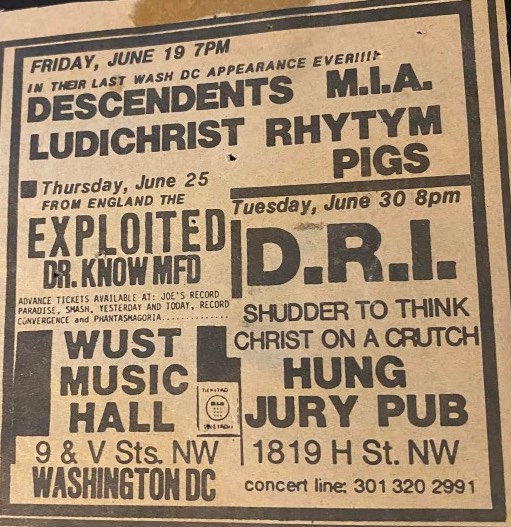 FRIDAY, JUNE 19 7PM
IN THEIR LAST WASH DC APPEARANCE EVER!!!!
DESCENDENTS M.I.A.
LUDICHRIST RHYTYM
PIGS
Thursday, June 25
FROM ENGLAND THE
EXPLOITED
DR. KNOW MFD
ADVANCE TICKETS AVAILABLE AT: JOE'S RECORD
PARADISE, SMASH, YESTERDAY AND TODAY, RECORD
CONVERGENCE and PHANTASMAGORIA..............
WUST
MUSIC
HALL
9 & V Sts. NW
WASHINGTON DC
Tuesday, June 30 8pm
D.R.I.
SHUDDER TO THINK
CHRIST ON A CRUTCH
HUNG
JURY PUB
1819 H St. NW
concert line: 301 320 2991